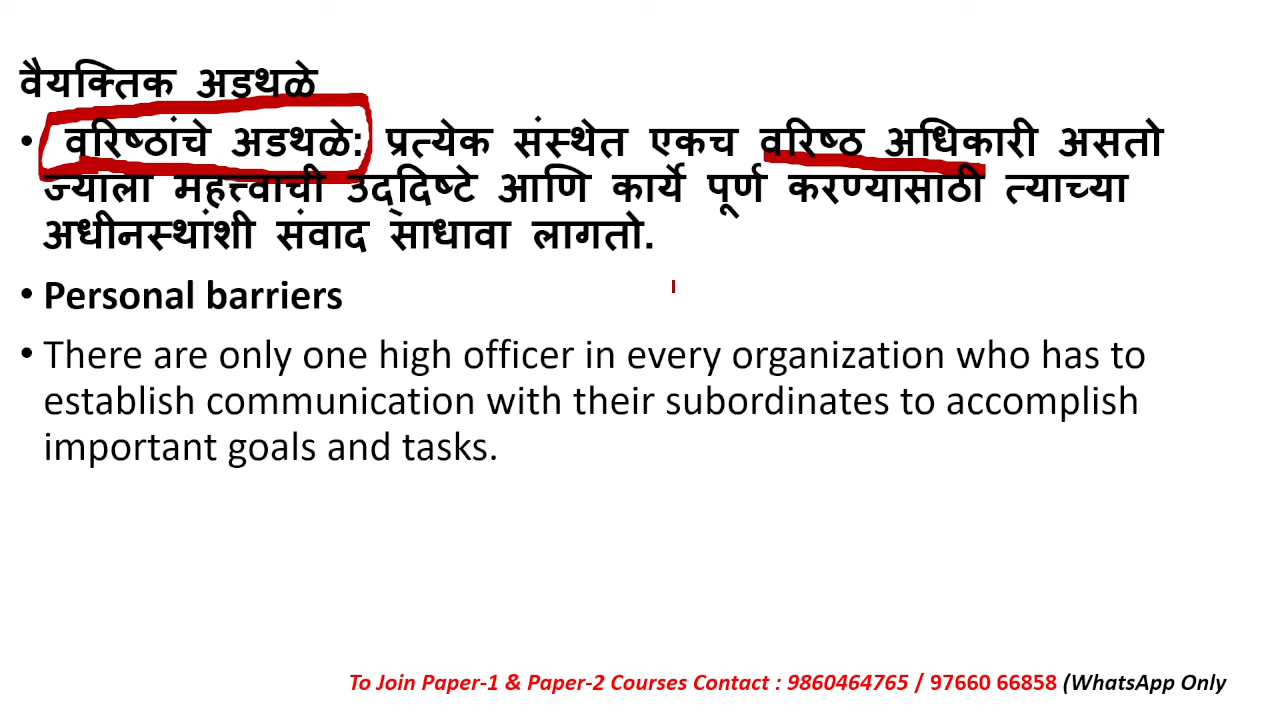 वैयक्तिक अडथळे
• वरिष्ठांचे अडथळे: प्रत्येक संस्थेत एकच वरिष्ठ अधिकारी असतो
ज्याला महत्त्वाची उद्दिष्टे आणि कार्ये पूर्ण करण्यासाठी त्याच्या
अधीनस्थांशी संवाद साधावा लागतो.
• Personal barriers
• There are only one high officer in every organization who has to
establish communication with their subordinates to accomplish
important goals and tasks.
To Join Paper-1 & Paper-2 Courses Contact : 9860464765 / 97660 66858 (WhatsApp Only